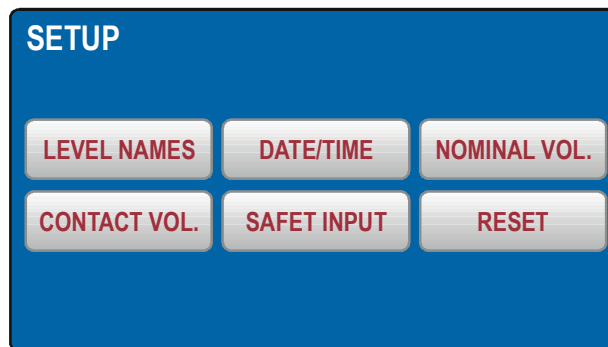 SETUP
LEVEL NAMES DATE/TIME NOMINAL VOL.
CONTACT VOL. SAFET INPUT RESET